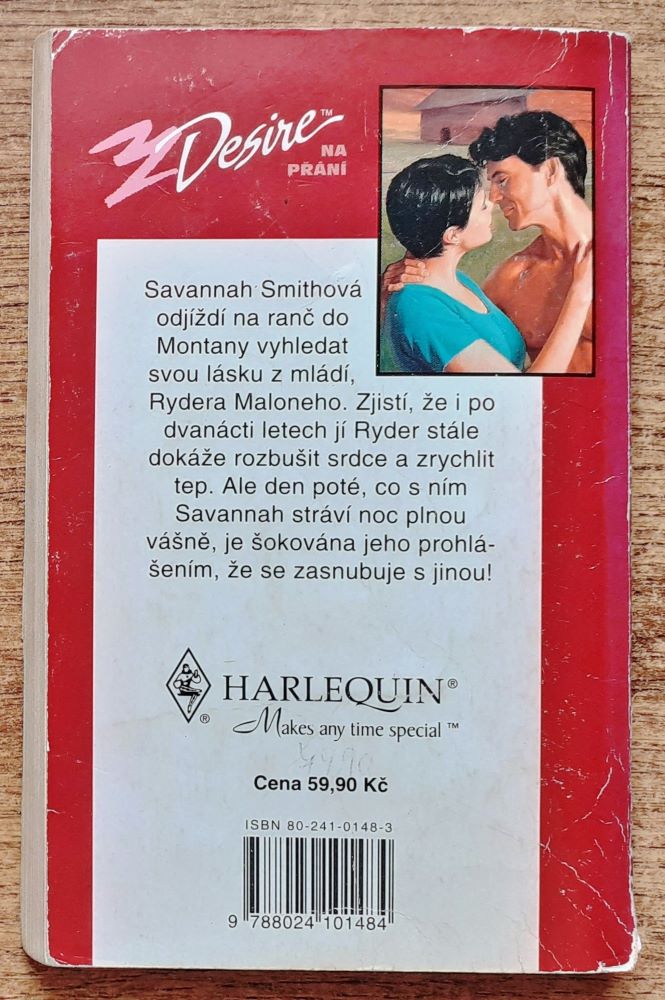 3 Desire™
NA
PŘÁNÍ
Savannah Smithová
odjíždí na ranč do
Montany vyhledat
svou lásku z mládí,
Rydera Maloneho. Zjistí, že i po
dvanácti letech jí Ryder stále
dokáže rozbušit srdce a zrychlit
tep. Ale den poté, co s ním
Savannah stráví noc plnou
vášně, je šokována jeho prohlá-
šením, že se zasnubuje s jinou!
® HARLEQUIN®
Makes any time special™
Cena 59,90 Kč
ISBN 80-241-0148-3
9 788024 101484